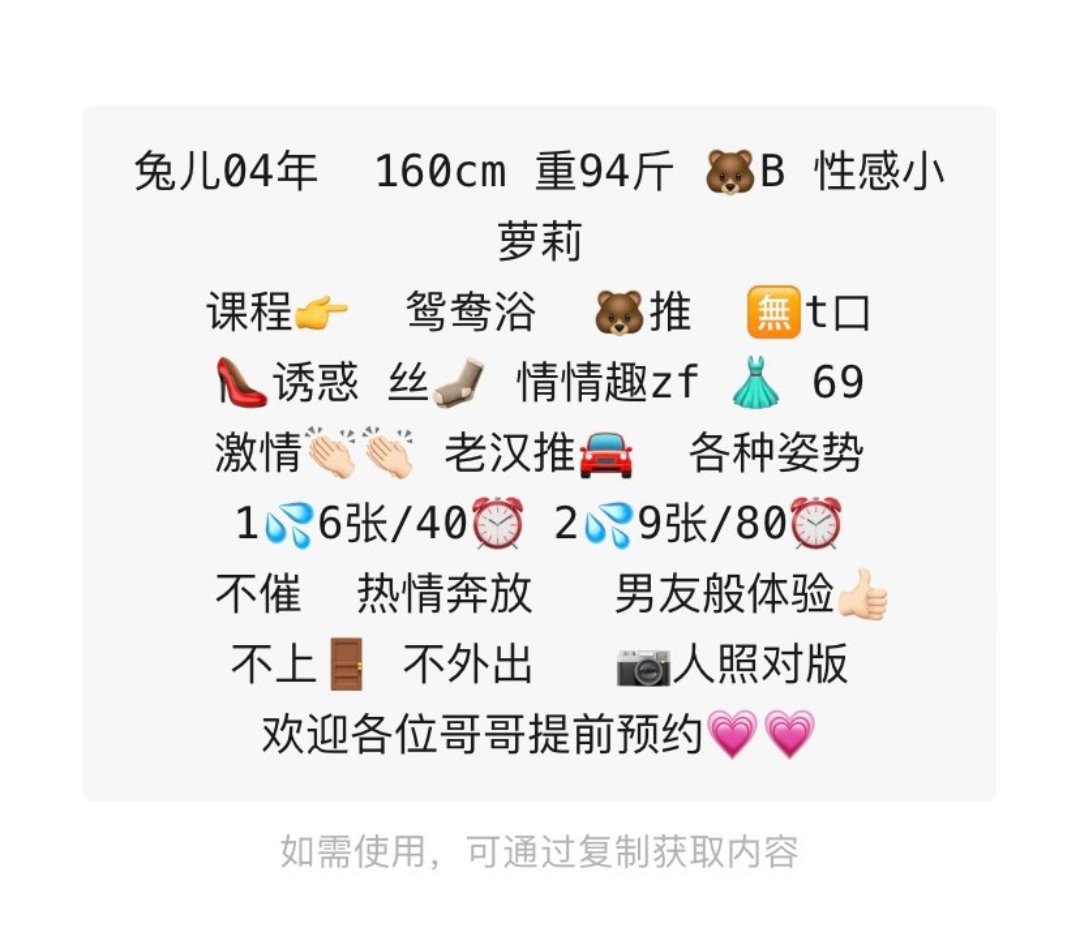 兔儿04年 160cm 重94斤 🐻B 性感小
萝莉
课程👉 鸳鸯浴 🐻推 🈚t口
👠诱惑 丝🧦 情情趣zf 👗 69
激情👏🏻👏🏻 老汉推🚘 各种姿势
1💦6张/40⏰ 2💦9张/80⏰
不催 热情奔放 男友般体验👍🏻
不上🚪 不外出 📷人照对版
欢迎各位哥哥提前预约💗💗
如需使用，可通过复制获取内容